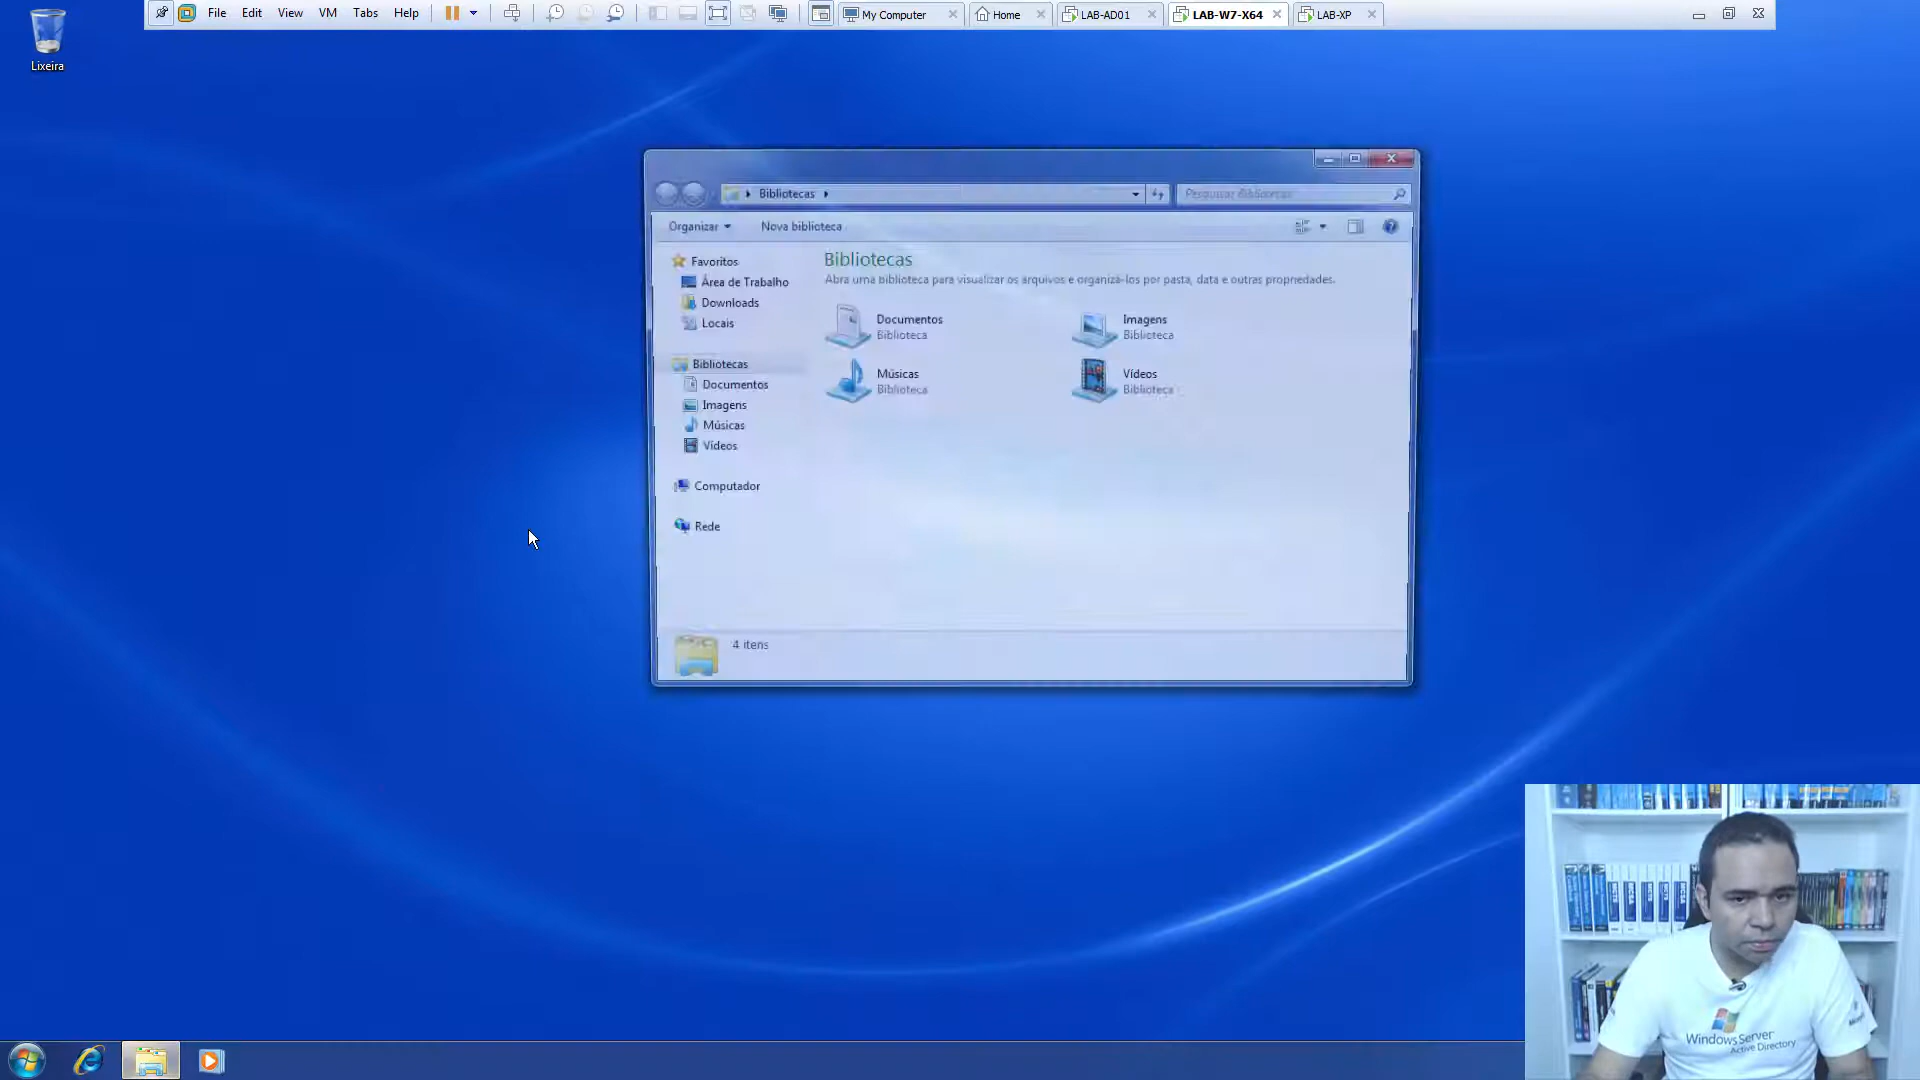 File Edit View VM Tabs Help
My Computer Home LAB-AD01 LAB-W7-X64 LAB-XP
Lixeira
Bibliotecas
Pesquisar Bibliotecas
Organizar
Nova biblioteca
Favoritos
Área de Trabalho
Downloads
Locais
Bibliotecas
Documentos
Imagens
Músicas
Vídeos
Computador
Rede
Bibliotecas
Abra uma biblioteca para visualizar os arquivos e organizá-los por pasta, data e outras propriedades.
Documentos
Biblioteca
Imagens
Biblioteca
Músicas
Biblioteca
Vídeos
Biblioteca
4 itens
Windows Server
Active Directory